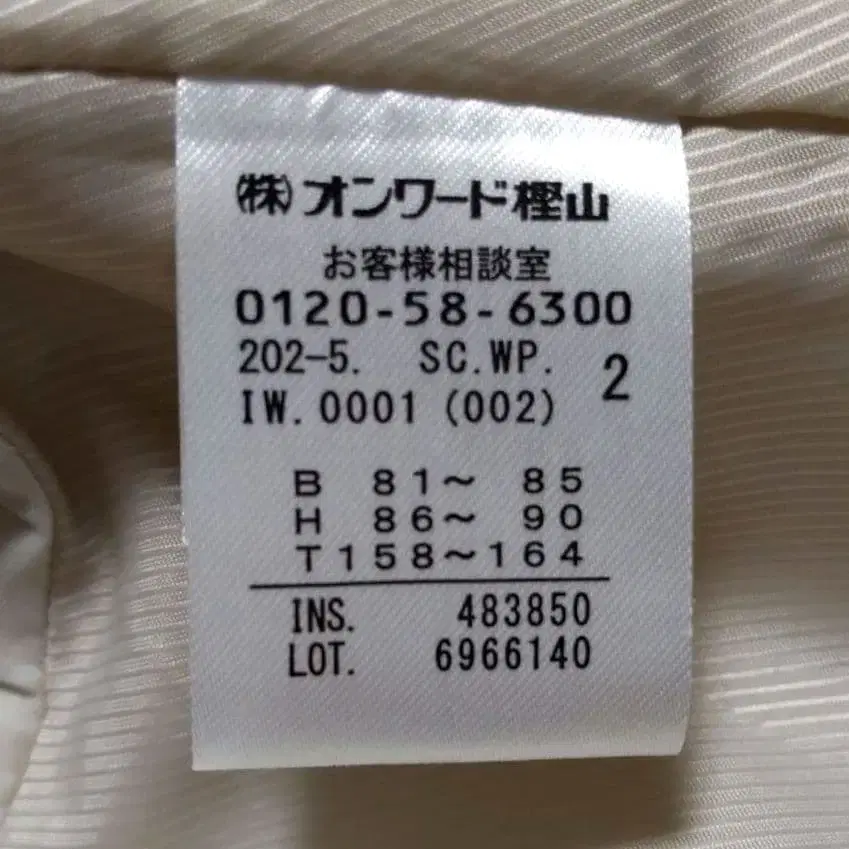 ㈱オンワード樫山
お客様相談室
0120-58-6300
202-5. SC.WP. 2
IW.0001 (002)
B 81〜 85
H 86〜 90
T158〜164
INS. 483850
LOT. 6966140